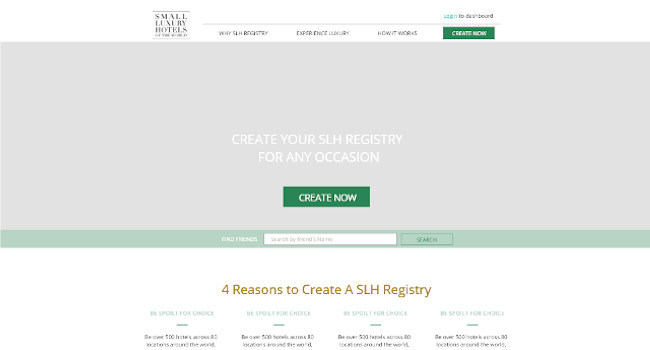 SMALL
LUXURY
HOTELS
OF THE WORLD
Login to dashboard
WHY SLH REGISTRY
EXPERIENCE LUXURY
HOW IT WORKS
CREATE NOW
CREATE YOUR SLH REGISTRY
FOR ANY OCCASION
CREATE NOW
FIND FRIENDS
Search by friend's Name
SEARCH
4 Reasons to Create A SLH Registry
BE SPOILT FOR CHOICE
BE SPOILT FOR CHOICE
BE SPOILT FOR CHOICE
BE SPOILT FOR CHOICE
Be over 500 hotels across 80
locations around the world,
Be over 500 hotels across 80
locations around the world,
Be over 500 hotels across 80
locations around the world,
Be over 500 hotels across 80
locations around the world,